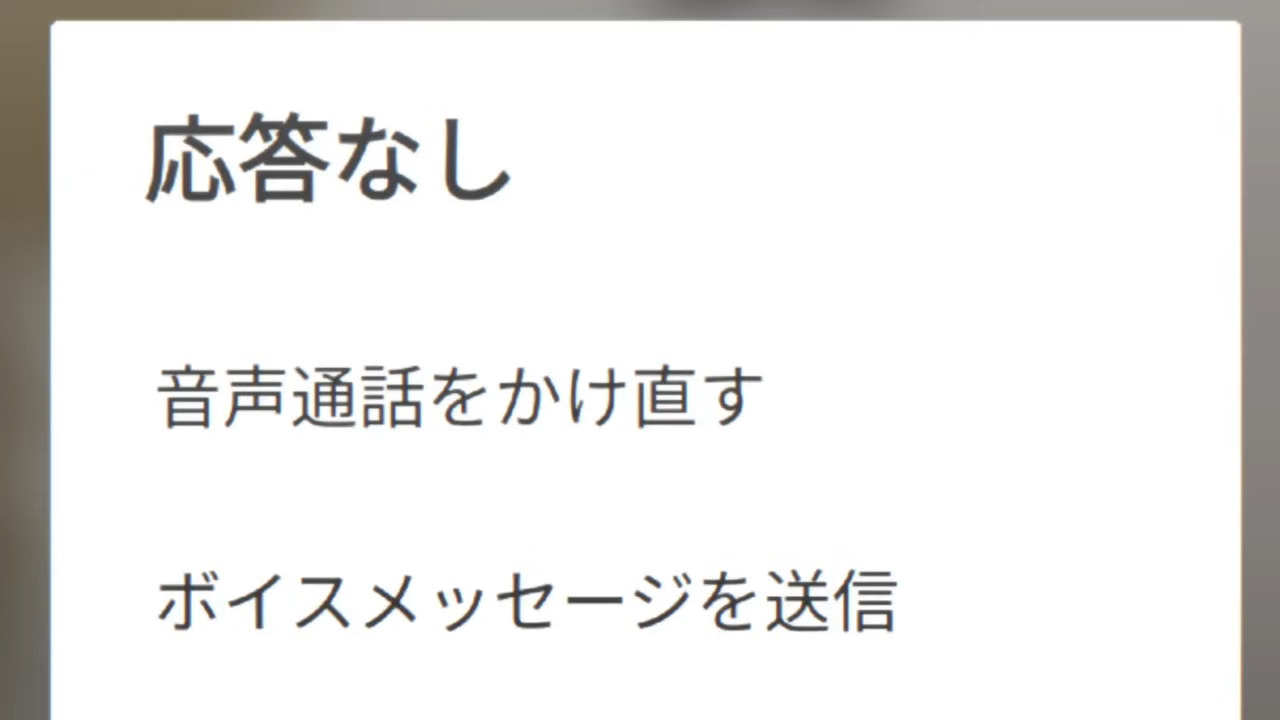 応答なし
音声通話をかけ直す
ボイスメッセージを送信